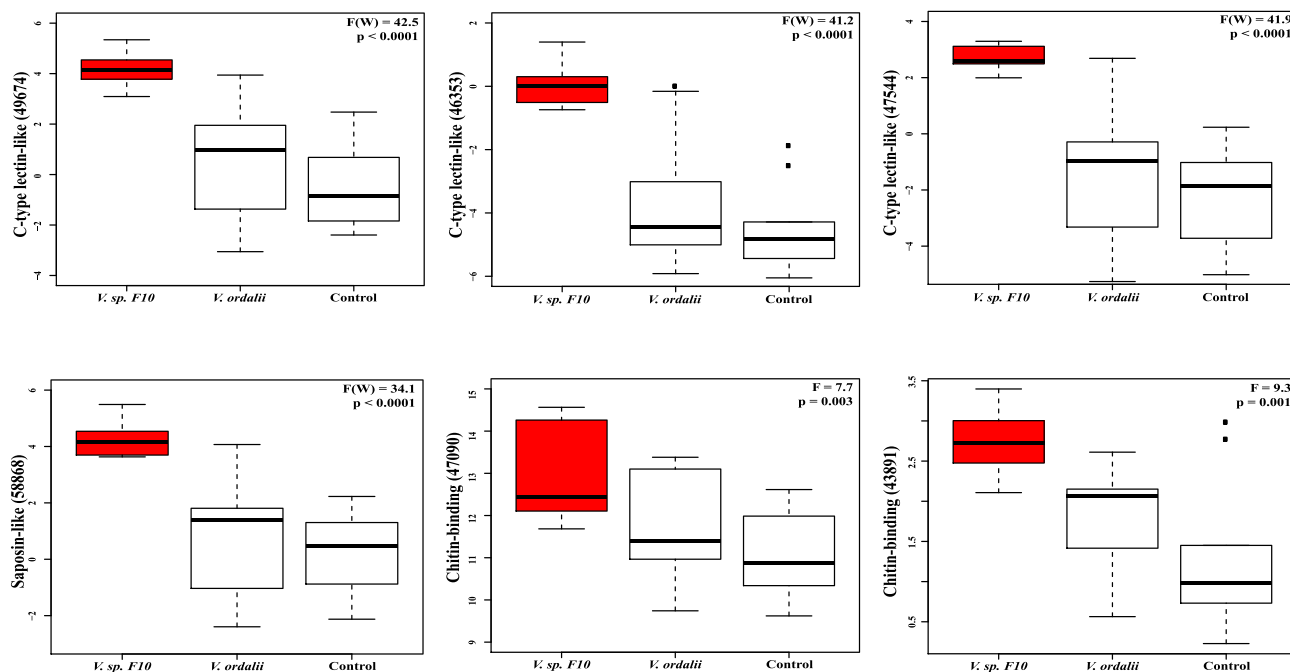 F(W) = 42.5
p < 0.0001
C-type lectin-like (49674)
6
4
2
0
−2
−4
V. sp. F10 V. ordalii Control
F(W) = 41.2
p < 0.0001
C-type lectin-like (46353)
2
0
−2
−4
−6
V. sp. F10 V. ordalii Control
F(W) = 41.9
p < 0.0001
C-type lectin-like (47544)
4
2
0
−2
−4
V. sp. F10 V. ordalii Control
F(W) = 34.1
p < 0.0001
Saposin-like (58868)
6
4
2
0
−2
V. sp. F10 V. ordalii Control
F = 7.7
p = 0.003
Chitin-binding (47090)
15
14
13
12
11
10
9
V. sp. F10 V. ordalii Control
F = 9.3
p = 0.001
Chitin-binding (43891)
3.5
2.5
1.5
0.5
V. sp. F10 V. ordalii Control